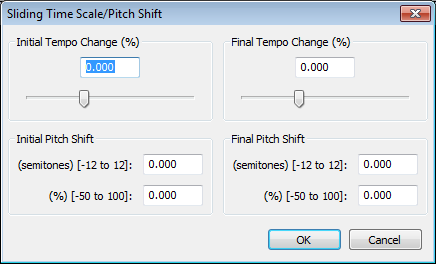 Sliding Time Scale/Pitch Shift
Initial Tempo Change (%)
0.000
Final Tempo Change (%)
0.000
Initial Pitch Shift
(semitones) [-12 to 12]: 0.000
(%) [-50 to 100]: 0.000
Final Pitch Shift
(semitones) [-12 to 12]: 0.000
(%) [-50 to 100]: 0.000
OK
Cancel